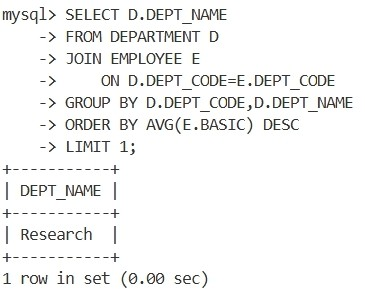 mysql> SELECT D.DEPT_NAME
    -> FROM DEPARTMENT D
    -> JOIN EMPLOYEE E
    ->     ON D.DEPT_CODE=E.DEPT_CODE
    -> GROUP BY D.DEPT_CODE,D.DEPT_NAME
    -> ORDER BY AVG(E.BASIC) DESC
    -> LIMIT 1;
+-----------+
| DEPT_NAME |
+-----------+
| Research  |
+-----------+
1 row in set (0.00 sec)